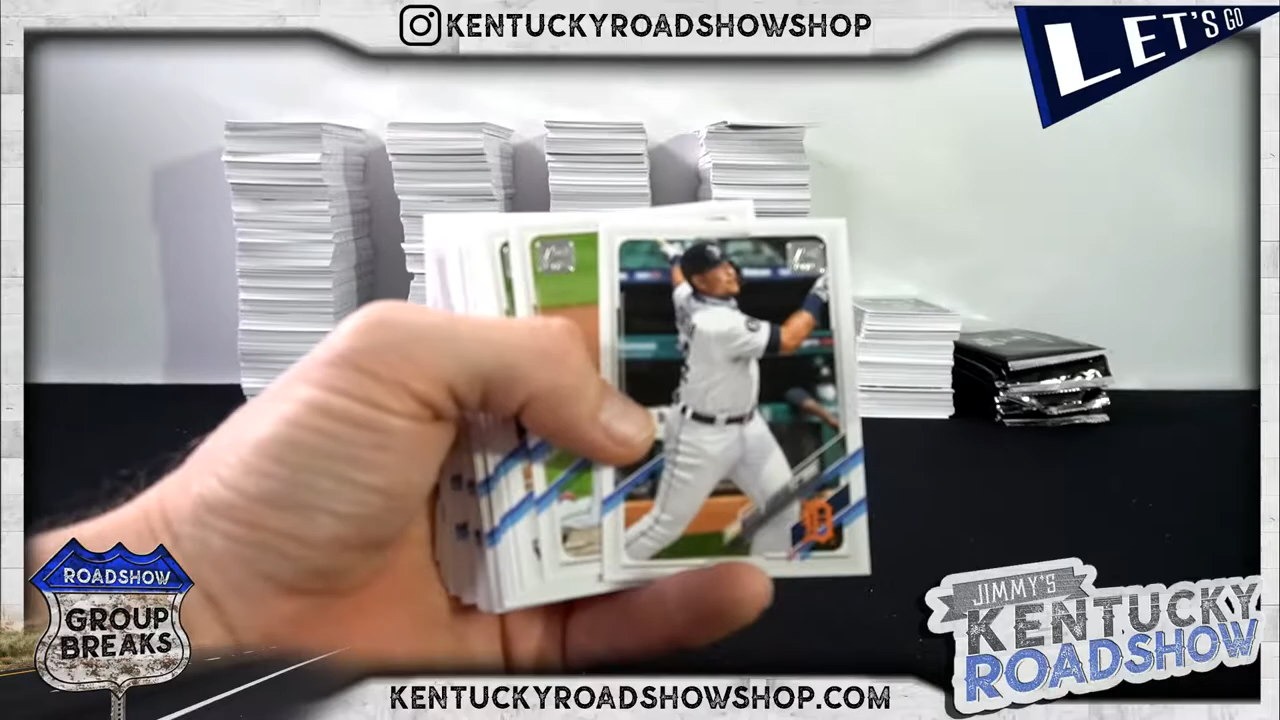 KENTUCKYROADSHOWSHOP
LET'S GO
ROADSHOW
GROUP
BREAKS
JIMMY'S
KENTUCKY
ROADSHOW
KENTUCKYROADSHOWSHOP.COM